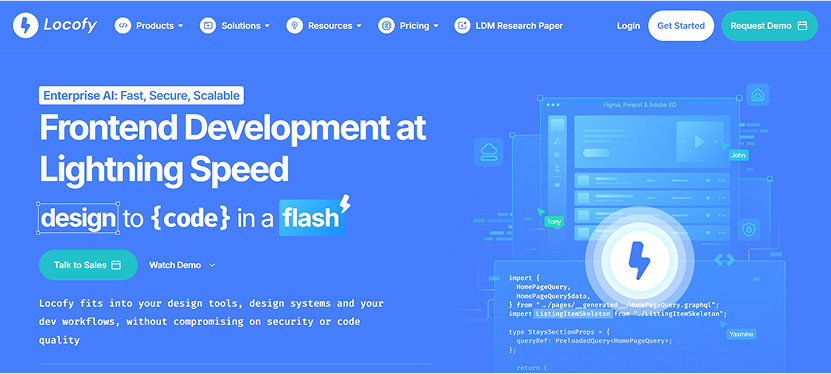 Locofy
Products
Solutions
Resources
Pricing
LDM Research Paper
Login
Get Started
Request Demo
Enterprise AI: Fast, Secure, Scalable
Frontend Development at
Lightning Speed
design to {code} in a flash
Talk to Sales
Watch Demo
Locofy fits into your design tools, design systems and your
dev workflows, without compromising on security or code
quality
Figma, Penpot & Adobe XD
John
Tony
import {
HomePageQuery,
HomePageQuery$data,
} from "../pages/__generated__/HomePageQuery.graphql";
import ListingItemSkeleton from "./ListingItemSkeleton";
Yasmine
type StaysSectionProps = {
queryRef: PreloadedQuery<HomePageQuery>;
};
return (